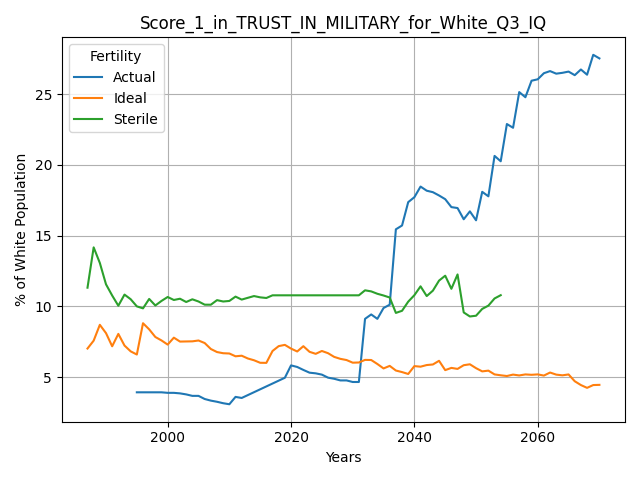 Score_1_in_TRUST_IN_MILITARY_for_White_Q3_IQ
Fertility
Actual
Ideal
Sterile
% of White Population
25
20
15
10
5
2000
2020
2040
2060
Years